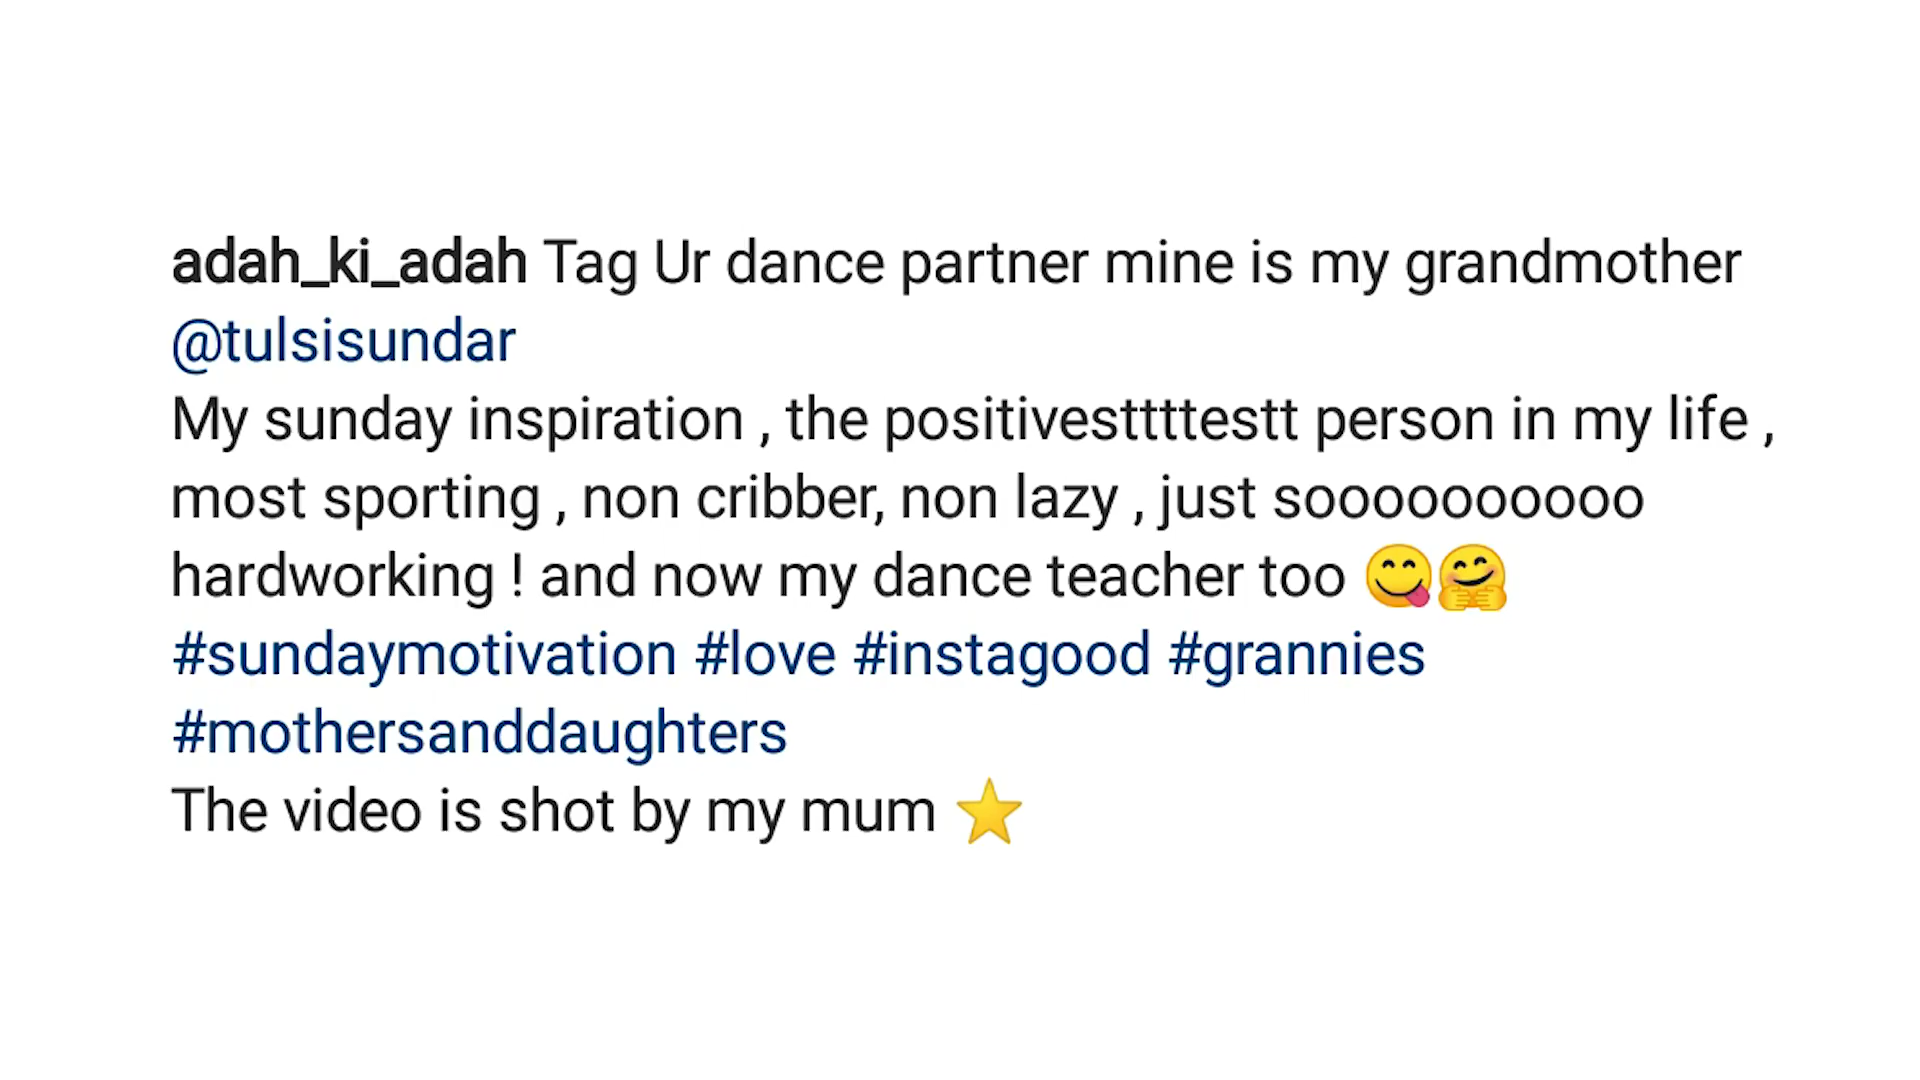 adah_ki_adah Tag Ur dance partner mine is my grandmother
@tulsisundar
My sunday inspiration , the positivesttttestt person in my life ,
most sporting , non cribber, non lazy , just soooooooooo
hardworking ! and now my dance teacher too 😋🤗
#sundaymotivation #love #instagood #grannies
#mothersanddaughters
The video is shot by my mum ⭐